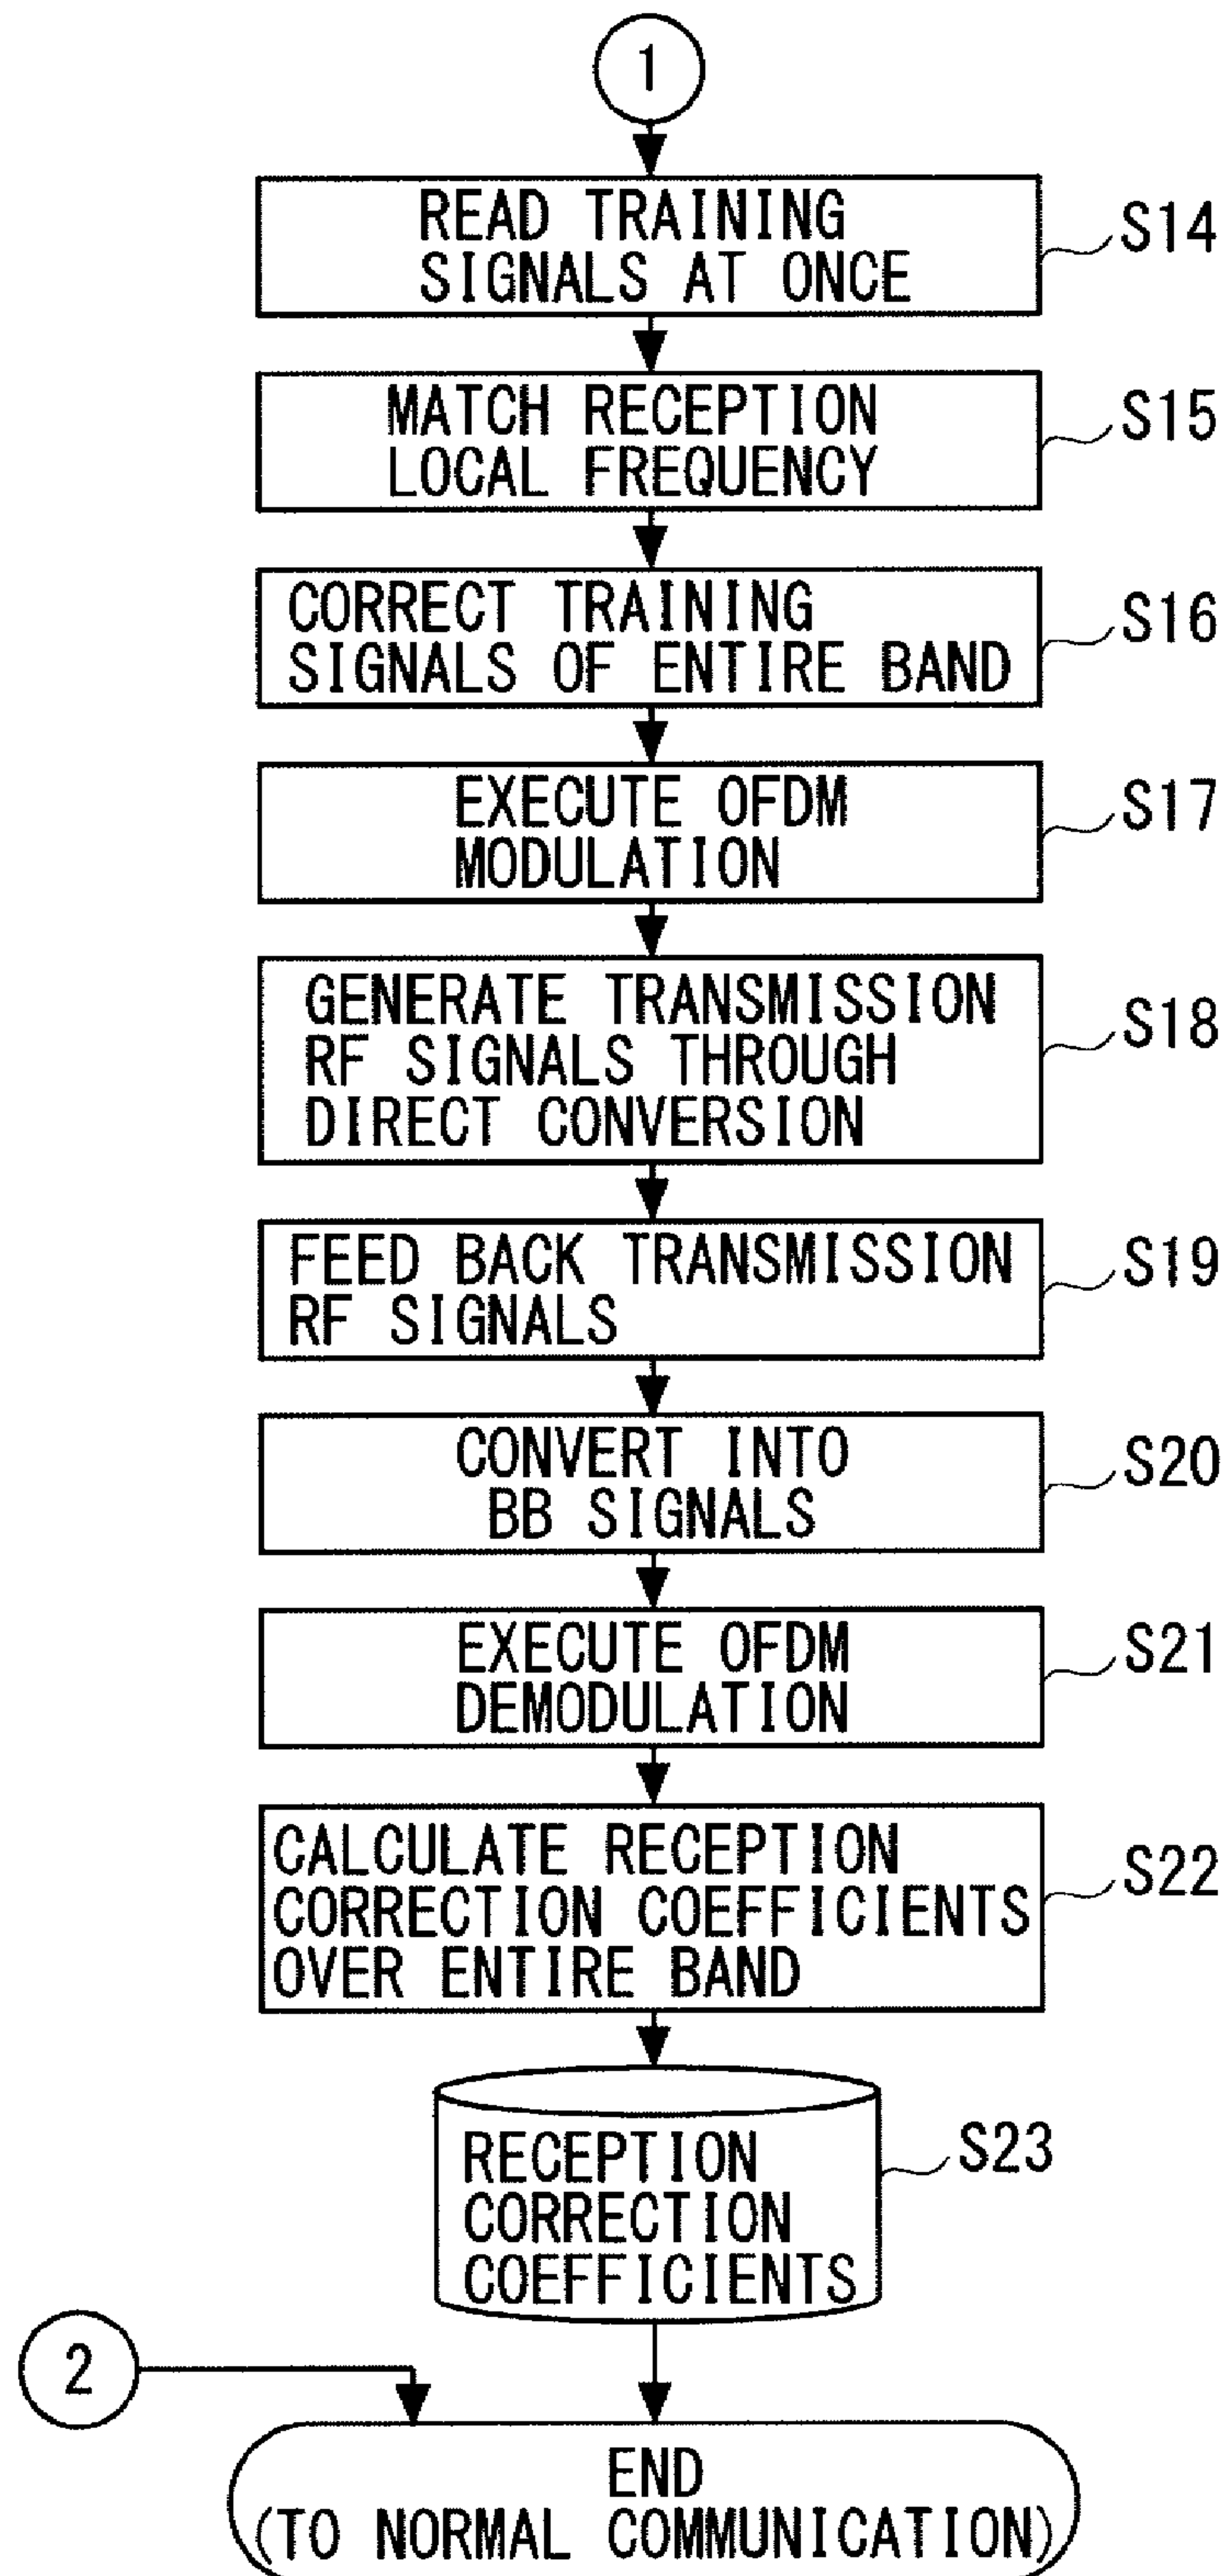 1
READ TRAINING
SIGNALS AT ONCE
S14
MATCH RECEPTION
LOCAL FREQUENCY
S15
CORRECT TRAINING
SIGNALS OF ENTIRE BAND
S16
EXECUTE OFDM
MODULATION
S17
GENERATE TRANSMISSION
RF SIGNALS THROUGH
DIRECT CONVERSION
S18
FEED BACK TRANSMISSION
RF SIGNALS
S19
CONVERT INTO
BB SIGNALS
S20
EXECUTE OFDM
DEMODULATION
S21
CALCULATE RECEPTION
CORRECTION COEFFICIENTS
OVER ENTIRE BAND
S22
RECEPTION
CORRECTION
COEFFICIENTS
S23
2
END
(TO NORMAL COMMUNICATION)